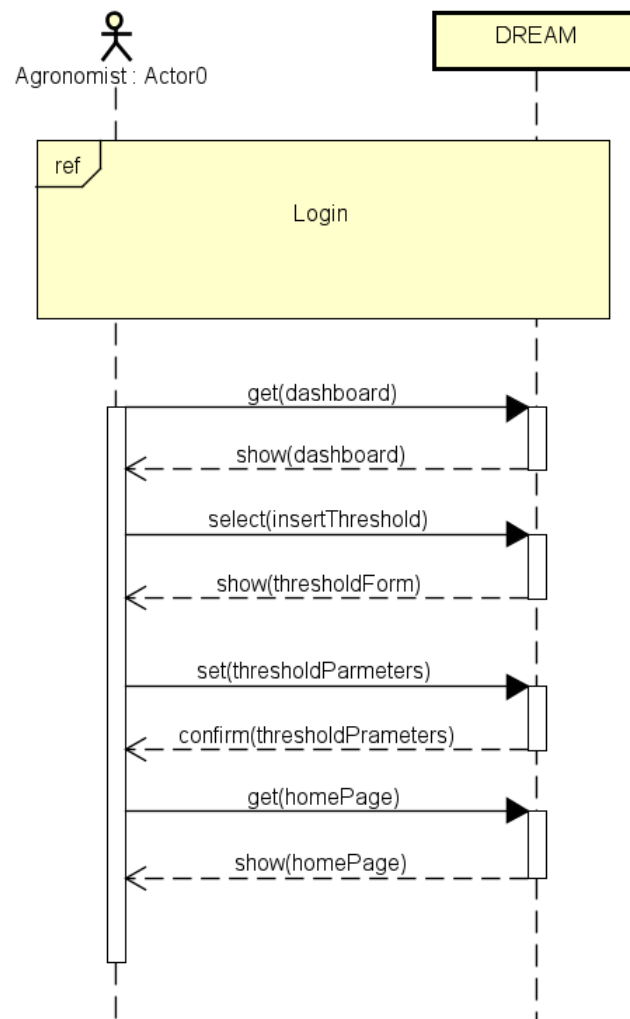 Agronomist : Actor0
DREAM
ref
Login
get(dashboard)
show(dashboard)
select(insertThreshold)
show(thresholdForm)
set(thresholdParmeters)
confirm(thresholdPrameters)
get(homePage)
show(homePage)